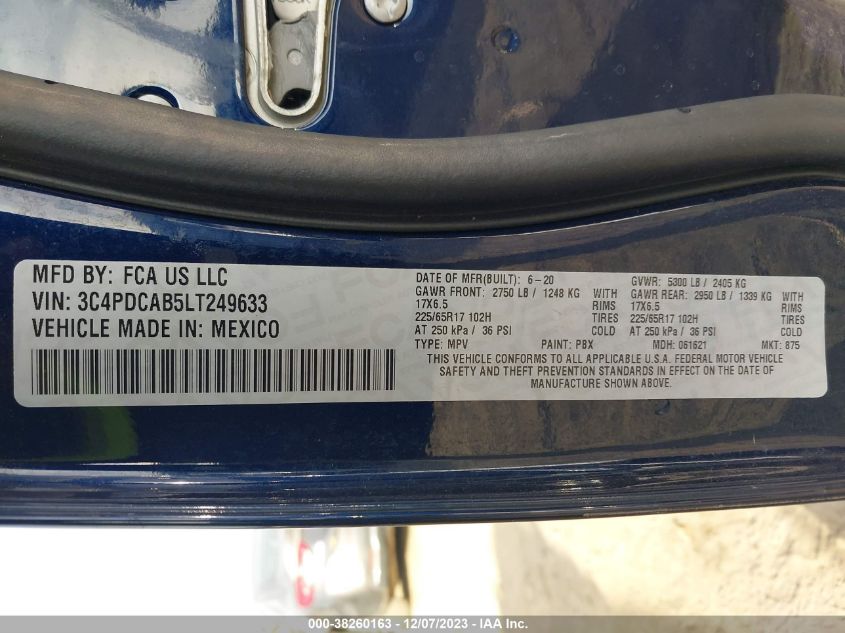 MFD BY: FCA US LLC
VIN: 3C4PDCAB5LT249633
VEHICLE MADE IN: MEXICO
DATE OF MFR(BUILT): 6-20
GVWR: 5300 LB / 2405 KG
GAWR FRONT: 2750 LB / 1248 KG WITH
GAWR REAR: 2950 LB / 1339 KG WITH
17X6.5 RIMS
17X6.5 RIMS
225/65R17 102H TIRES
225/65R17 102H TIRES
AT 250 kPa / 36 PSI COLD
AT 250 kPa / 36 PSI COLD
TYPE: MPV PAINT: PBX MDH: 061621 MKT: 875
THIS VEHICLE CONFORMS TO ALL APPLICABLE U.S.A. FEDERAL MOTOR VEHICLE
SAFETY AND THEFT PREVENTION STANDARDS IN EFFECT ON THE DATE OF
MANUFACTURE SHOWN ABOVE.
000-38260163 - 12/07/2023 - IAA Inc.